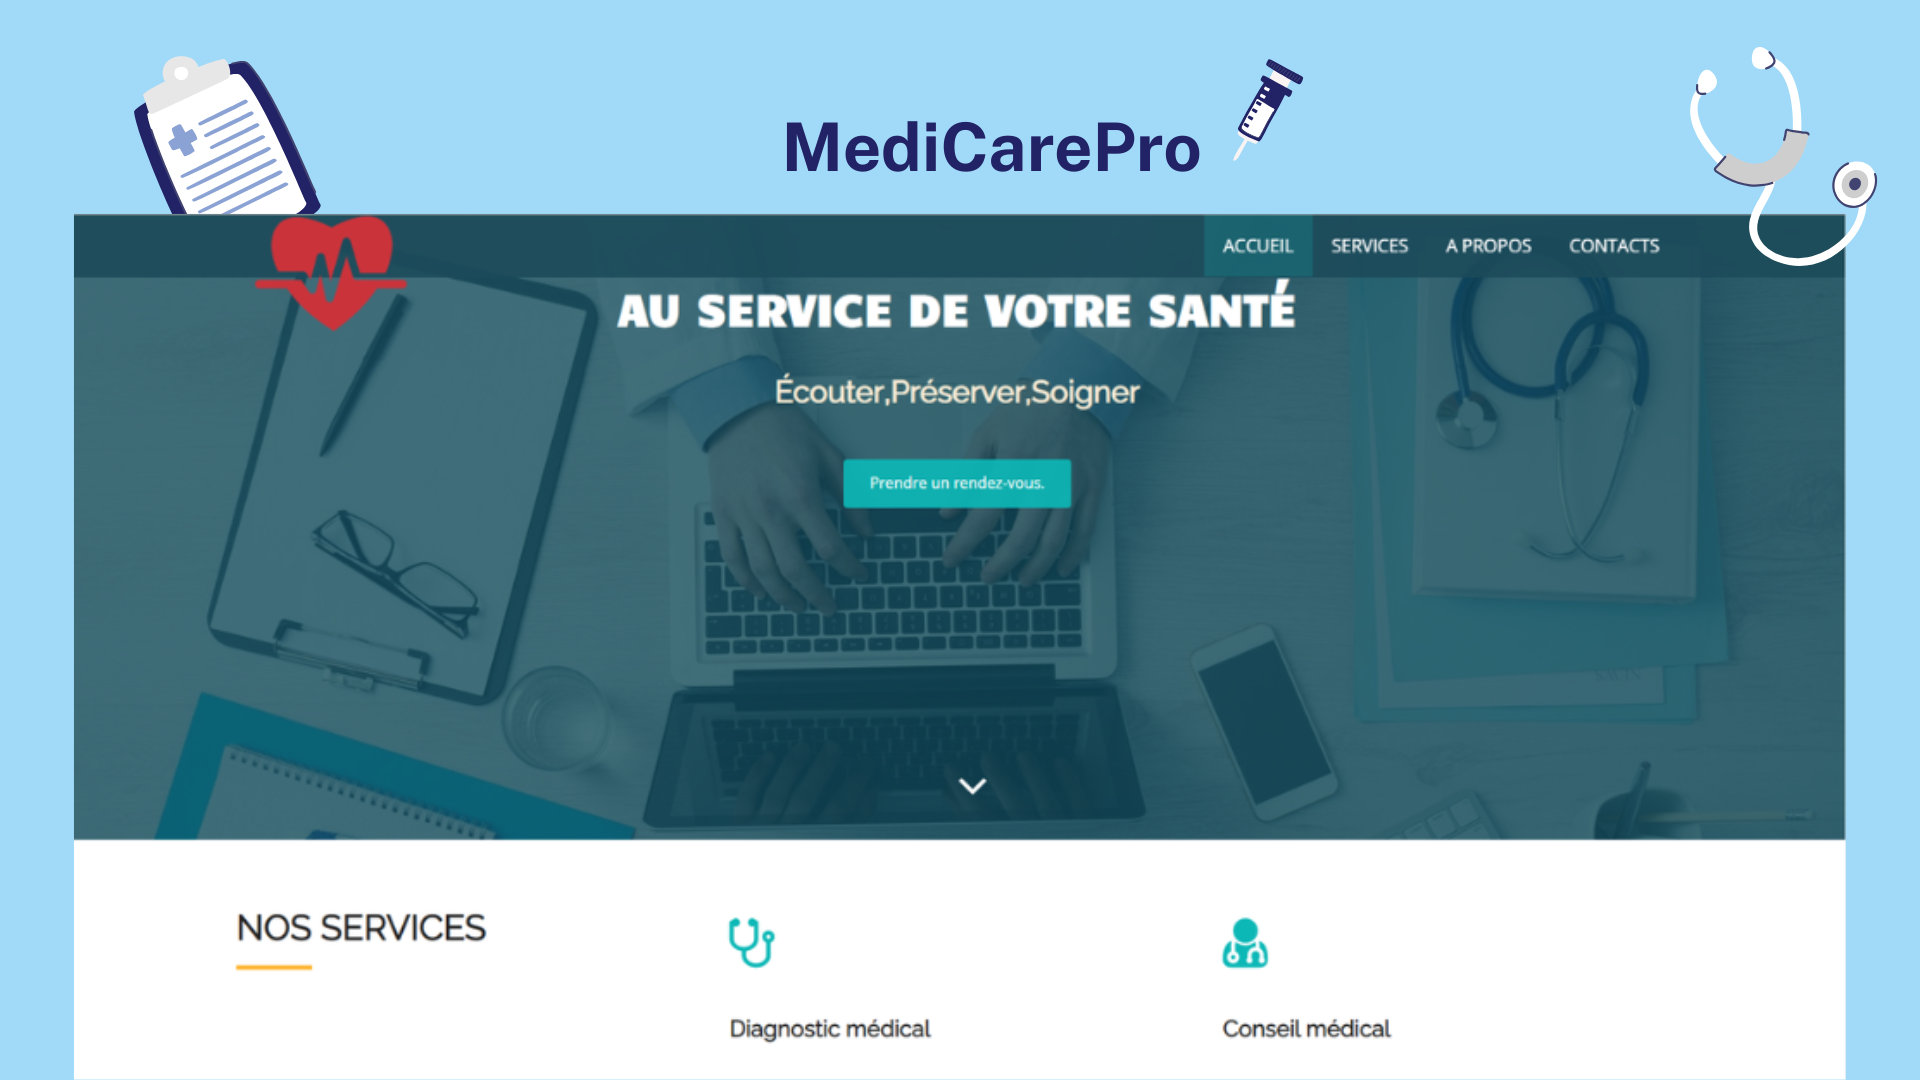 MediCarePro
ACCUEIL SERVICES A PROPOS CONTACTS
AU SERVICE DE VOTRE SANTÉ
Écouter,Préserver,Soigner
Prendre un rendez-vous.
NOS SERVICES
Diagnostic médical
Conseil médical